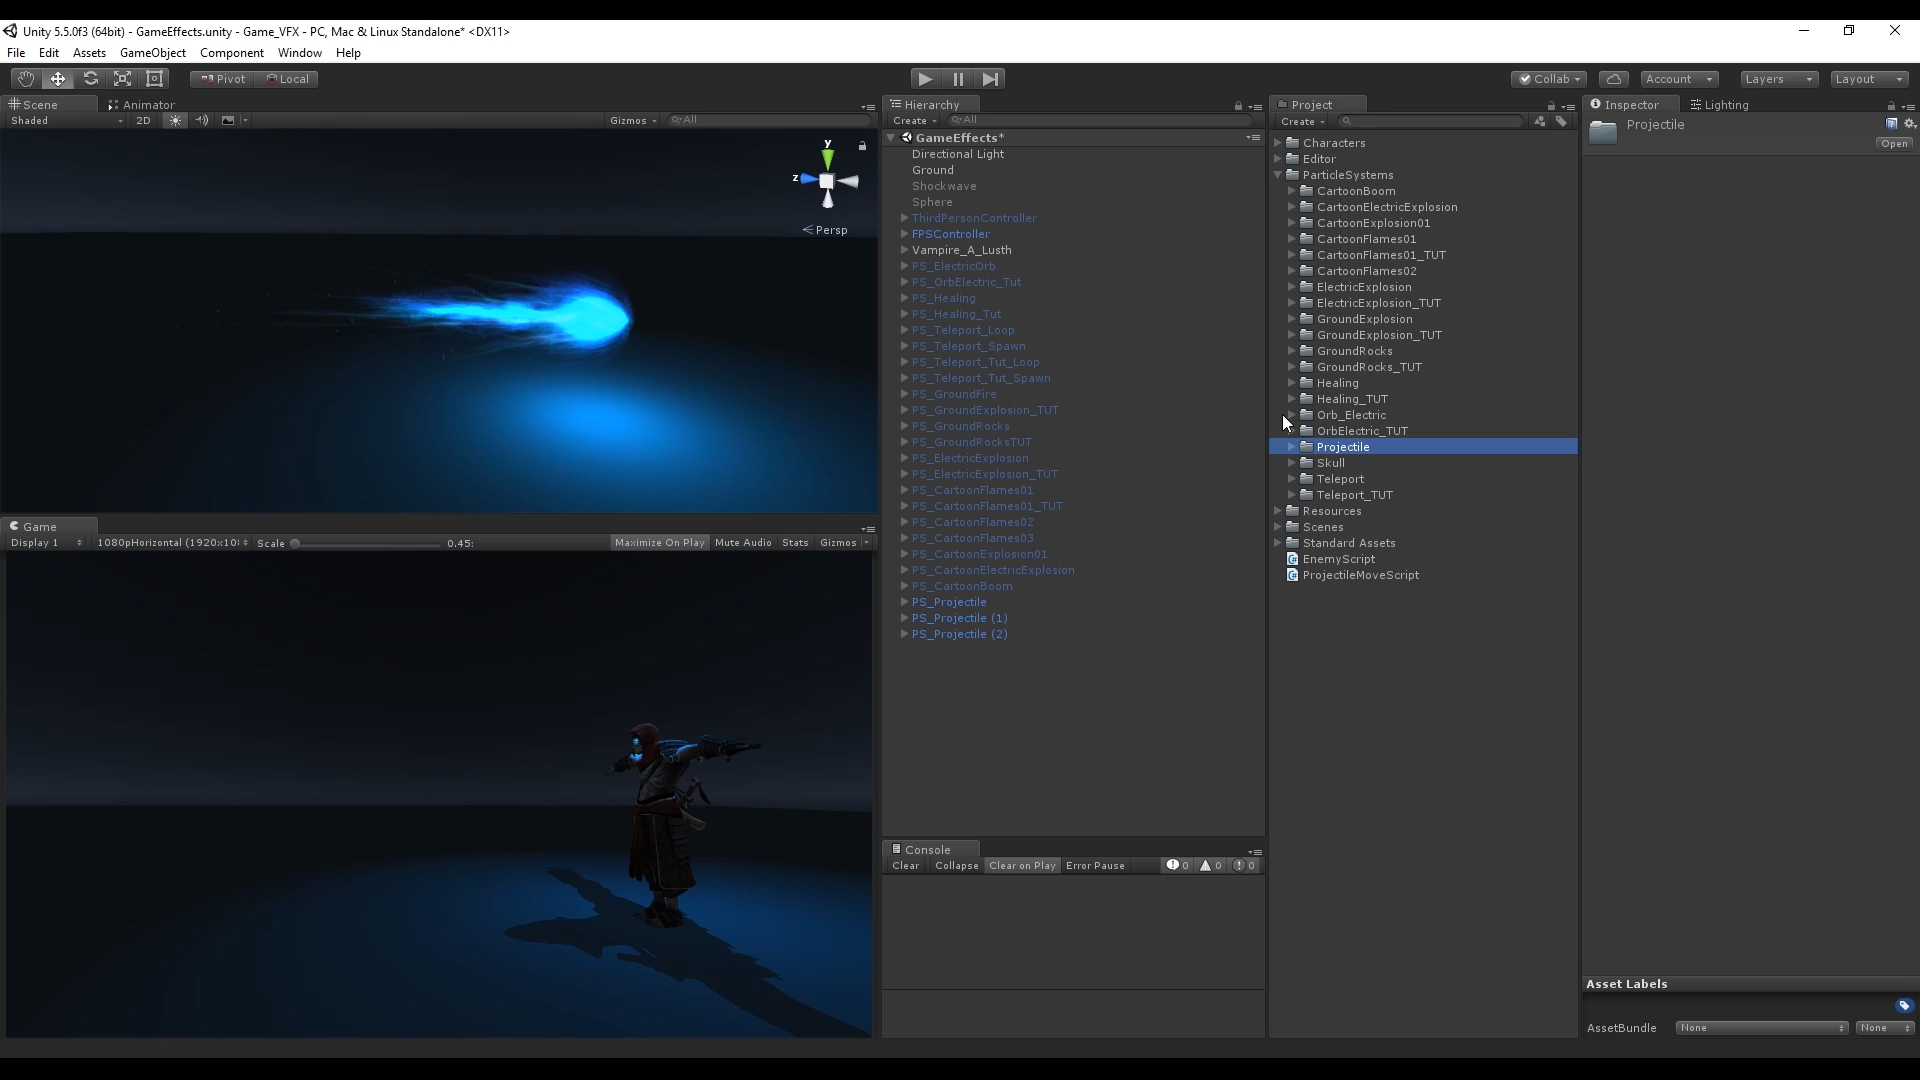 Unity 5.5.0f3 (64bit) - GameEffects.unity - Game_VFX - PC, Mac & Linux Standalone* <DX11>
File Edit Assets GameObject Component Window Help
Pivot Local
Collab Account Layers Layout
Scene Animator
Shaded 2D Gizmos All
y
z
Persp
Game
Display 1 1080pHorizontal (1920x10 Scale 0.45: Maximize On Play Mute Audio Stats Gizmos
Hierarchy
Create All
GameEffects*
Directional Light
Ground
Shockwave
Sphere
ThirdPersonController
FPSController
Vampire_A_Lusth
PS_ElectricOrb
PS_OrbElectric_Tut
PS_Healing
PS_Healing_Tut
PS_Teleport_Loop
PS_Teleport_Spawn
PS_Teleport_Tut_Loop
PS_Teleport_Tut_Spawn
PS_GroundFire
PS_GroundExplosion_TUT
PS_GroundRocks
PS_GroundRocksTUT
PS_ElectricExplosion
PS_ElectricExplosion_TUT
PS_CartoonFlames01
PS_CartoonFlames01_TUT
PS_CartoonFlames02
PS_CartoonFlames03
PS_CartoonExplosion01
PS_CartoonElectricExplosion
PS_CartoonBoom
PS_Projectile
PS_Projectile (1)
PS_Projectile (2)
Console
Clear Collapse Clear on Play Error Pause 0 0 0
Project
Create
Characters
Editor
ParticleSystems
CartoonBoom
CartoonElectricExplosion
CartoonExplosion01
CartoonFlames01
CartoonFlames01_TUT
CartoonFlames02
ElectricExplosion
ElectricExplosion_TUT
GroundExplosion
GroundExplosion_TUT
GroundRocks
GroundRocks_TUT
Healing
Healing_TUT
Orb_Electric
OrbElectric_TUT
Projectile
Skull
Teleport
Teleport_TUT
Resources
Scenes
Standard Assets
EnemyScript
ProjectileMoveScript
Inspector Lighting
Projectile
Open
Asset Labels
AssetBundle None None